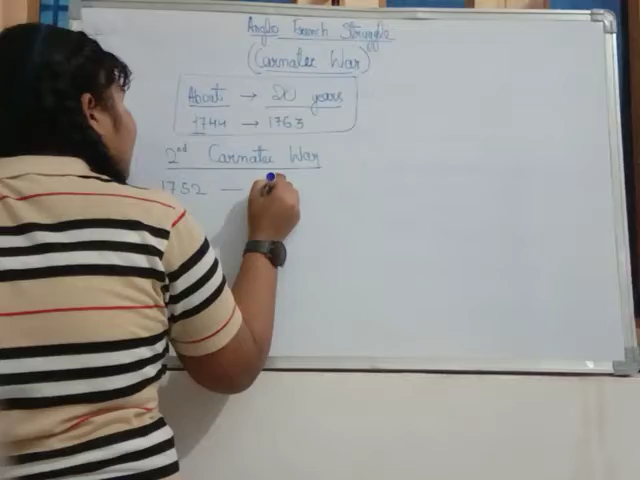 Anglo French Struggle
(Carnatic War)
About → 20 years
1744 → 1763
2nd Carnatic War
1752 —